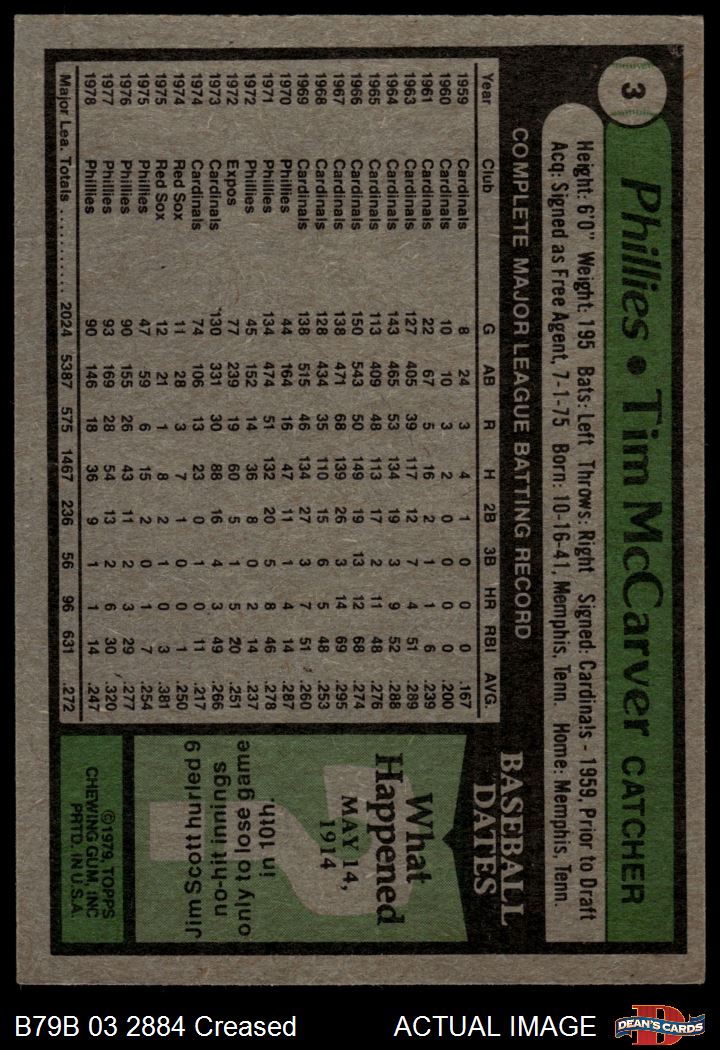 3
Phillies • Tim McCarver CATCHER
Height: 6'0" Weight: 195 Bats: Left Throws: Right Signed: Cardinals - 1959, Prior to Draft
Acq: Signed as Free Agent, 7-1-75 Born: 10-16-41, Memphis, Tenn. Home: Memphis, Tenn.
COMPLETE MAJOR LEAGUE BATTING RECORD
Year Club G AB R H 2B 3B HR RBI AVG.
1959 Cardinals 8 24 3 4 1 0 0 0 .167
1960 Cardinals 10 10 3 2 0 0 0 0 .200
1961 Cardinals 22 67 5 16 2 1 1 6 .239
1963 Cardinals 127 405 39 117 12 7 4 51 .289
1964 Cardinals 143 465 53 134 19 3 9 52 .288
1965 Cardinals 113 409 48 113 17 2 11 48 .276
1966 Cardinals 150 543 50 149 19 13 12 68 .274
1967 Cardinals 138 471 68 139 26 3 14 69 .295
1968 Cardinals 128 434 35 110 15 6 5 48 .253
1969 Cardinals 138 515 46 134 27 3 7 51 .260
1970 Phillies 44 164 16 47 11 1 4 14 .287
1971 Phillies 134 474 51 132 20 5 8 46 .278
1972 Phillies 45 152 14 36 8 0 2 14 .237
1972 Expos 77 239 19 60 5 1 5 20 .251
1973 Cardinals 130 331 30 88 16 4 3 49 .266
1974 Cardinals 74 106 13 23 0 1 0 11 .217
1974 Red Sox 11 28 3 7 1 0 0 1 .250
1975 Red Sox 12 21 1 8 2 1 0 3 .381
1975 Phillies 47 59 6 15 2 0 1 7 .254
1976 Phillies 90 155 26 43 11 2 3 29 .277
1977 Phillies 93 169 28 54 13 2 6 30 .320
1978 Phillies 90 146 18 36 9 1 1 14 .247
Major Lea. Totals .......... 2024 5387 575 1467 236 56 96 631 .272
BASEBALL
DATES
What
Happened
MAY 14,
1914
?
Jim Scott hurled 9
no-hit innings
only to lose game
in 10th.
©1979, TOPPS
CHEWING GUM, INC
PRTD. IN U.S.A.
B79B 03 2884 Creased ACTUAL IMAGE
DEAN'S CARDS